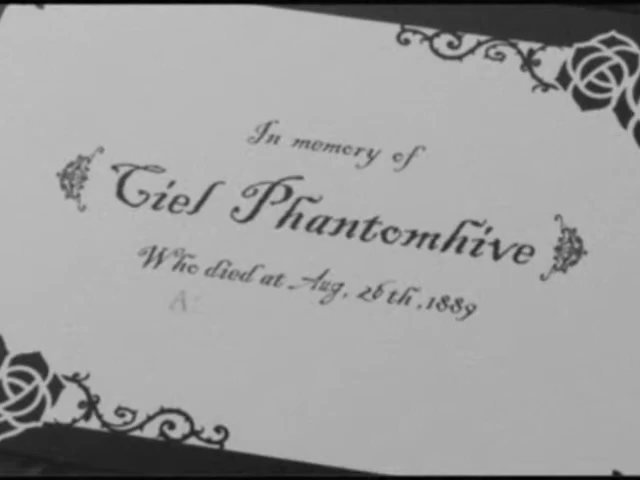 In memory of
Ciel Phantomhive
Who died at Aug, 26th, 1889